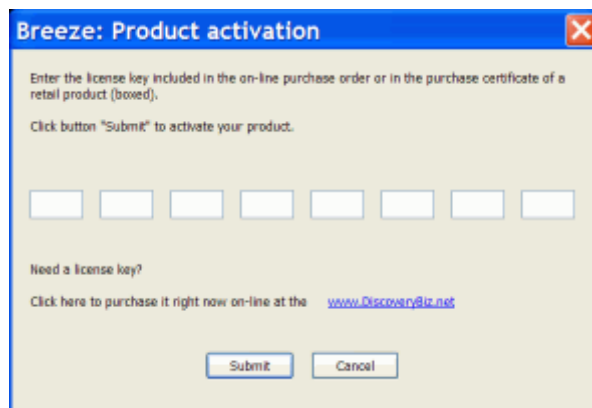 Breeze: Product activation
Enter the license key included in the on-line purchase order or in the purchase certificate of a
retail product (boxed).
Click button "Submit" to activate your product.
Need a license key?
Click here to purchase it right now on-line at the www.DiscoveryBiz.net
Submit Cancel